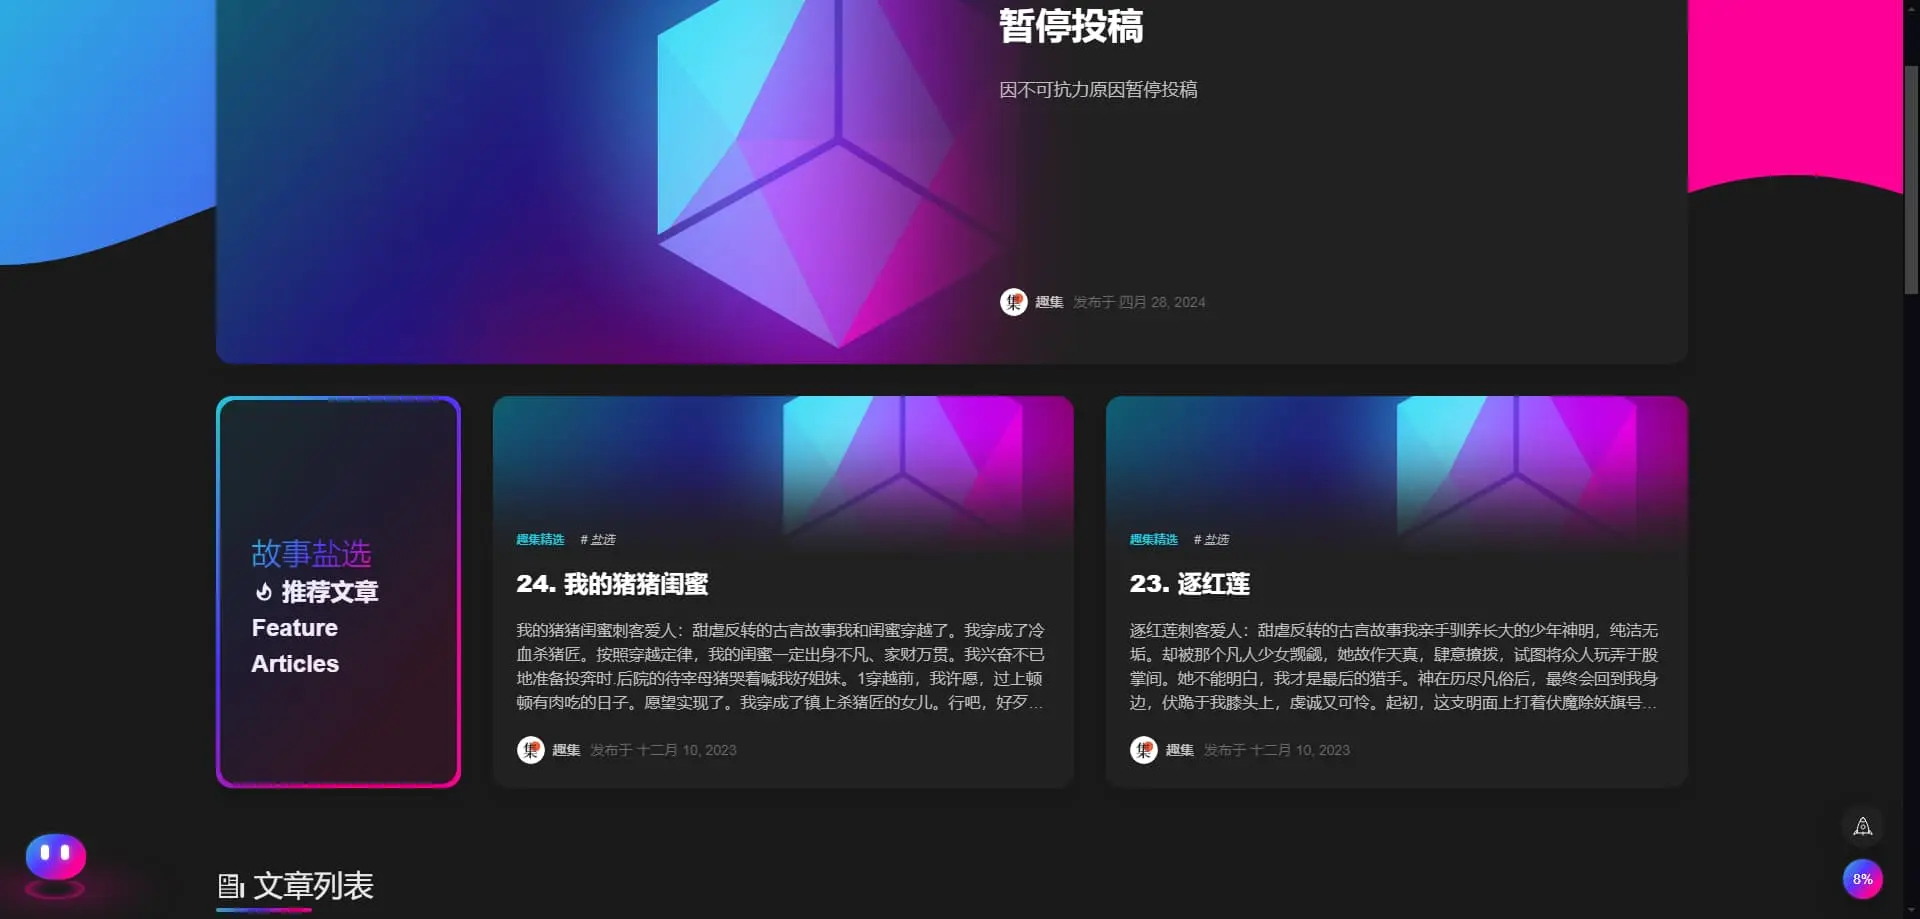 暂停投稿
因不可抗力原因暂停投稿
集 趣集 发布于 四月 28, 2024
故事盐选
推荐文章
Feature
Articles
趣集精选 # 盐选
24. 我的猪猪闺蜜
我的猪猪闺蜜刺客爱人：甜虐反转的古言故事我和闺蜜穿越了。我穿成了冷
血杀猪匠。按照穿越定律，我的闺蜜一定出身不凡、家财万贯。我兴奋不已
地准备投奔时.后院的待宰母猪哭着喊我好姐妹。1穿越前，我许愿，过上顿
顿有肉吃的日子。愿望实现了。我穿成了镇上杀猪匠的女儿。行吧，好歹…
集 趣集 发布于 十二月 10, 2023
趣集精选 # 盐选
23. 逐红莲
逐红莲刺客爱人：甜虐反转的古言故事我亲手驯养长大的少年神明，纯洁无
垢。却被那个凡人少女觊觎，她故作天真，肆意撩拨，试图将众人玩弄于股
掌间。她不能明白，我才是最后的猎手。神在历尽凡俗后，最终会回到我身
边，伏跪于我膝头上，虔诚又可怜。起初，这支明面上打着伏魔除妖旗号…
集 趣集 发布于 十二月 10, 2023
文章列表
8%